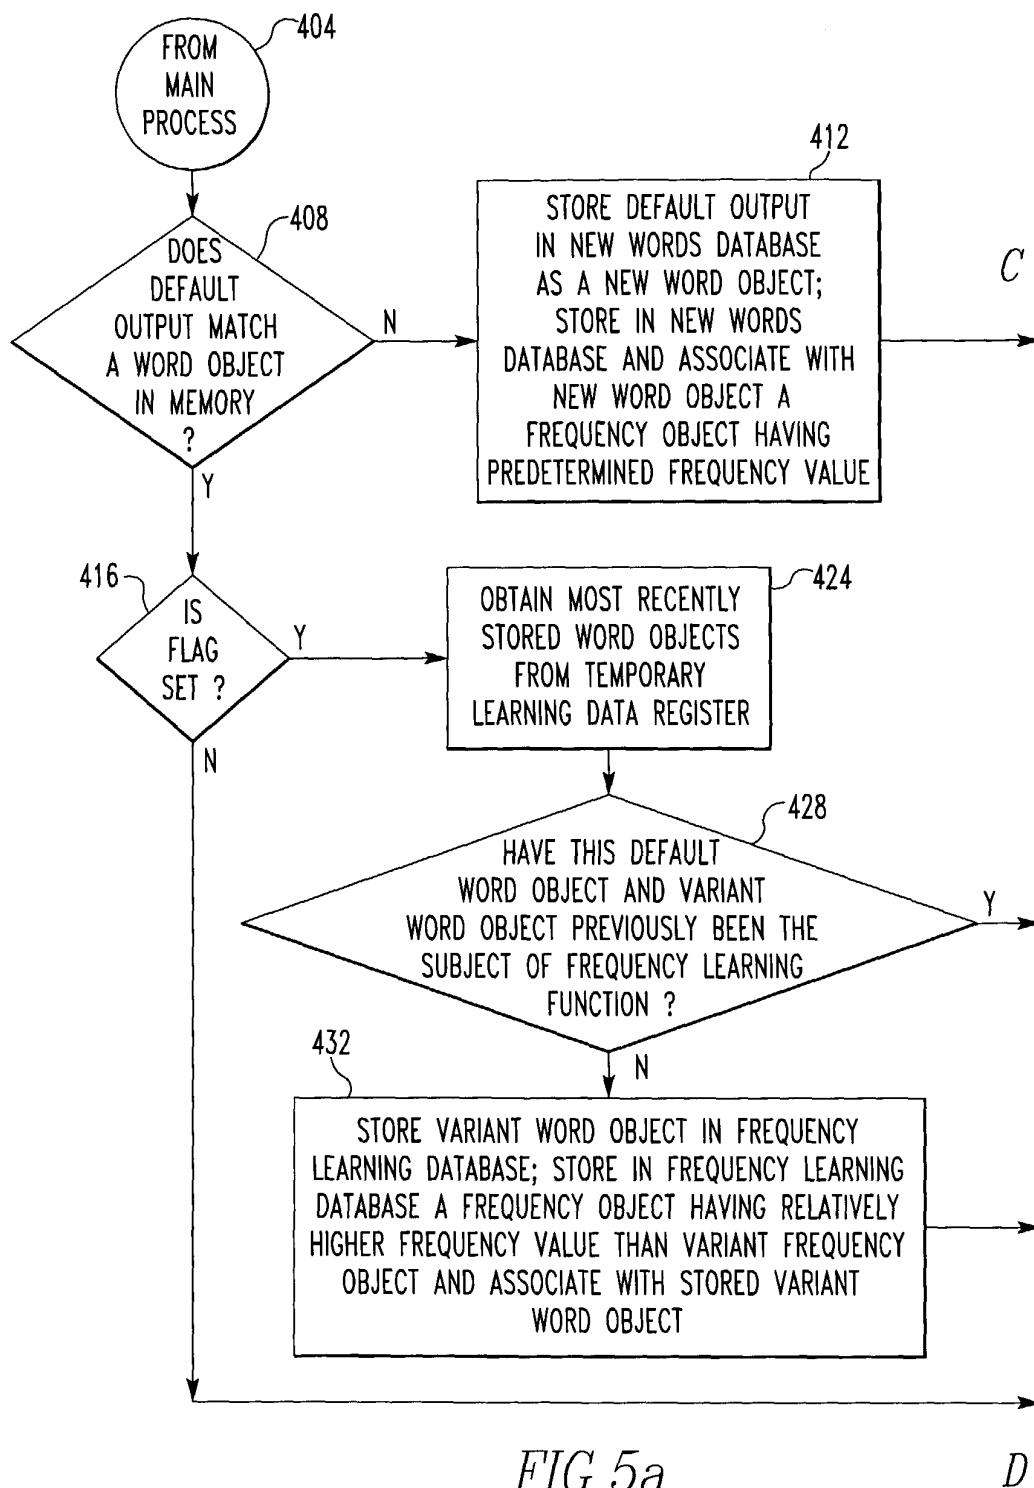 FROM
MAIN
PROCESS
404
412
STORE DEFAULT OUTPUT
IN NEW WORDS DATABASE
AS A NEW WORD OBJECT;
STORE IN NEW WORDS
DATABASE AND ASSOCIATE WITH
NEW WORD OBJECT A
FREQUENCY OBJECT HAVING
PREDETERMINED FREQUENCY VALUE
C
408
DOES
DEFAULT
OUTPUT MATCH
A WORD OBJECT
IN MEMORY
?
N
Y
416
IS
FLAG
SET ?
Y
N
424
OBTAIN MOST RECENTLY
STORED WORD OBJECTS
FROM TEMPORARY
LEARNING DATA REGISTER
428
HAVE THIS DEFAULT
WORD OBJECT AND VARIANT
WORD OBJECT PREVIOUSLY BEEN THE
SUBJECT OF FREQUENCY LEARNING
FUNCTION ?
Y
N
432
STORE VARIANT WORD OBJECT IN FREQUENCY
LEARNING DATABASE; STORE IN FREQUENCY LEARNING
DATABASE A FREQUENCY OBJECT HAVING RELATIVELY
HIGHER FREQUENCY VALUE THAN VARIANT FREQUENCY
OBJECT AND ASSOCIATE WITH STORED VARIANT
WORD OBJECT
FIG 5a
D